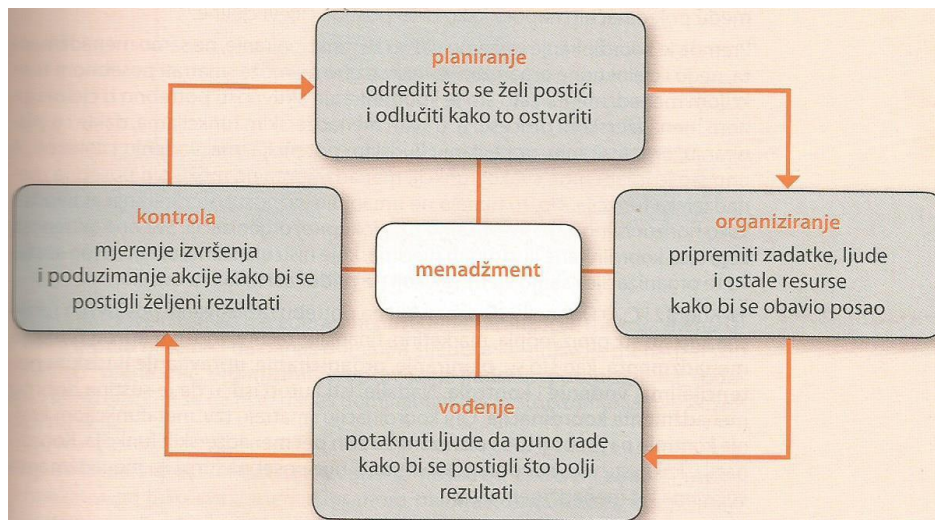 planiranje
odrediti što se želi postići
i odlučiti kako to ostvariti
kontrola
mjerenje izvršenja
i poduzimanje akcije kako bi se
postigli željeni rezultati
menadžment
organiziranje
pripremiti zadatke, ljude
i ostale resurse
kako bi se obavio posao
vođenje
potaknuti ljude da puno rade
kako bi se postigli što bolji
rezultati